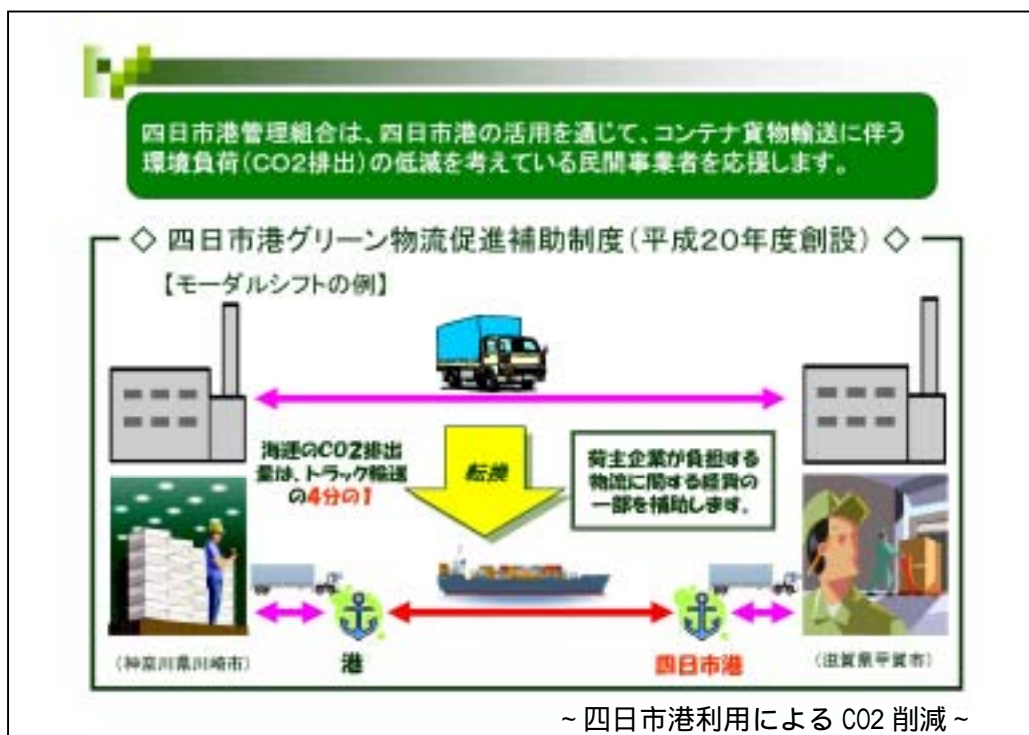 四日市港管理組合は、四日市港の活用を通じて、コンテナ貨物輸送に伴う
環境負荷(CO2排出)の低減を考えている民間事業者を応援します。
◇ 四日市港グリーン物流促進補助制度(平成20年度創設) ◇
【モーダルシフトの例】
海運のCO2排出
量は、トラック輸送
の4分の1
転換
荷主企業が負担する
物流に関する経費の
一部を補助します。
港
四日市港
(神奈川県川崎市)
(滋賀県甲賀市)
~四日市港利用による CO2 削減~